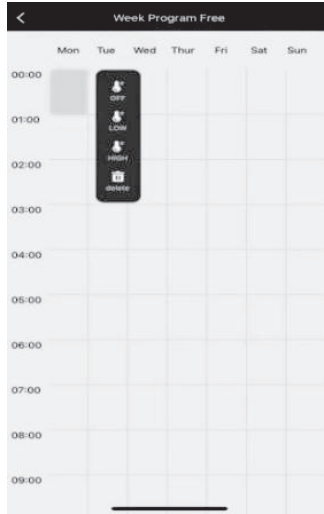 Week Program Free
Mon Tue Wed Thur Fri Sat Sun
00:00
OFF
01:00
LOW
HIGH
02:00
delete
03:00
04:00
05:00
06:00
07:00
08:00
09:00